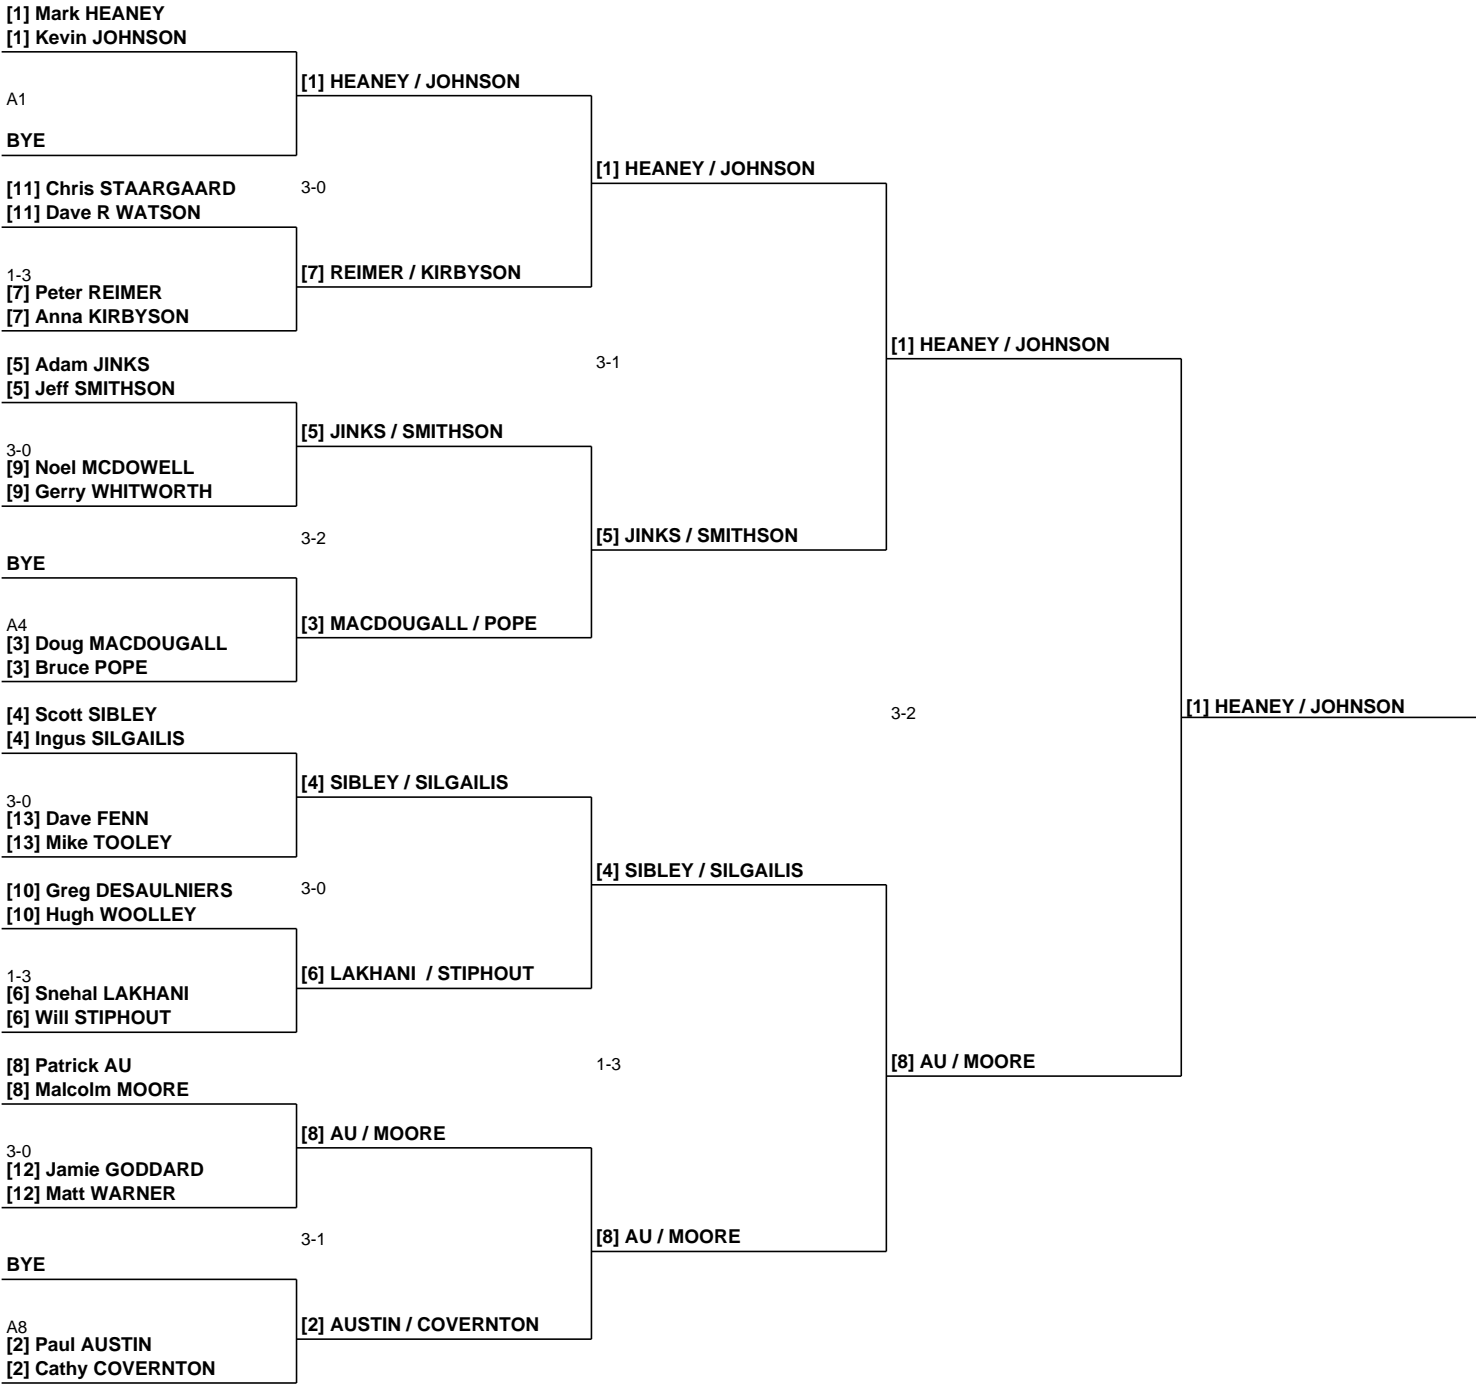 [1] Mark HEANEY
[1] Kevin JOHNSON
A1
BYE
[11] Chris STAARGAARD
[11] Dave R WATSON
1-3
[7] Peter REIMER
[7] Anna KIRBYSON
[5] Adam JINKS
[5] Jeff SMITHSON
3-0
[9] Noel MCDOWELL
[9] Gerry WHITWORTH
BYE
A4
[3] Doug MACDOUGALL
[3] Bruce POPE
[4] Scott SIBLEY
[4] Ingus SILGAILIS
3-0
[13] Dave FENN
[13] Mike TOOLEY
[10] Greg DESAULNIERS
[10] Hugh WOOLLEY
1-3
[6] Snehal LAKHANI
[6] Will STIPHOUT
[8] Patrick AU
[8] Malcolm MOORE
3-0
[12] Jamie GODDARD
[12] Matt WARNER
BYE
A8
[2] Paul AUSTIN
[2] Cathy COVERNTON
[1] HEANEY / JOHNSON
3-0
[7] REIMER / KIRBYSON
[5] JINKS / SMITHSON
3-2
[3] MACDOUGALL / POPE
[4] SIBLEY / SILGAILIS
3-0
[6] LAKHANI / STIPHOUT
[8] AU / MOORE
3-1
[2] AUSTIN / COVERNTON
[1] HEANEY / JOHNSON
3-1
[5] JINKS / SMITHSON
[4] SIBLEY / SILGAILIS
1-3
[8] AU / MOORE
[1] HEANEY / JOHNSON
3-2
[8] AU / MOORE
[1] HEANEY / JOHNSON